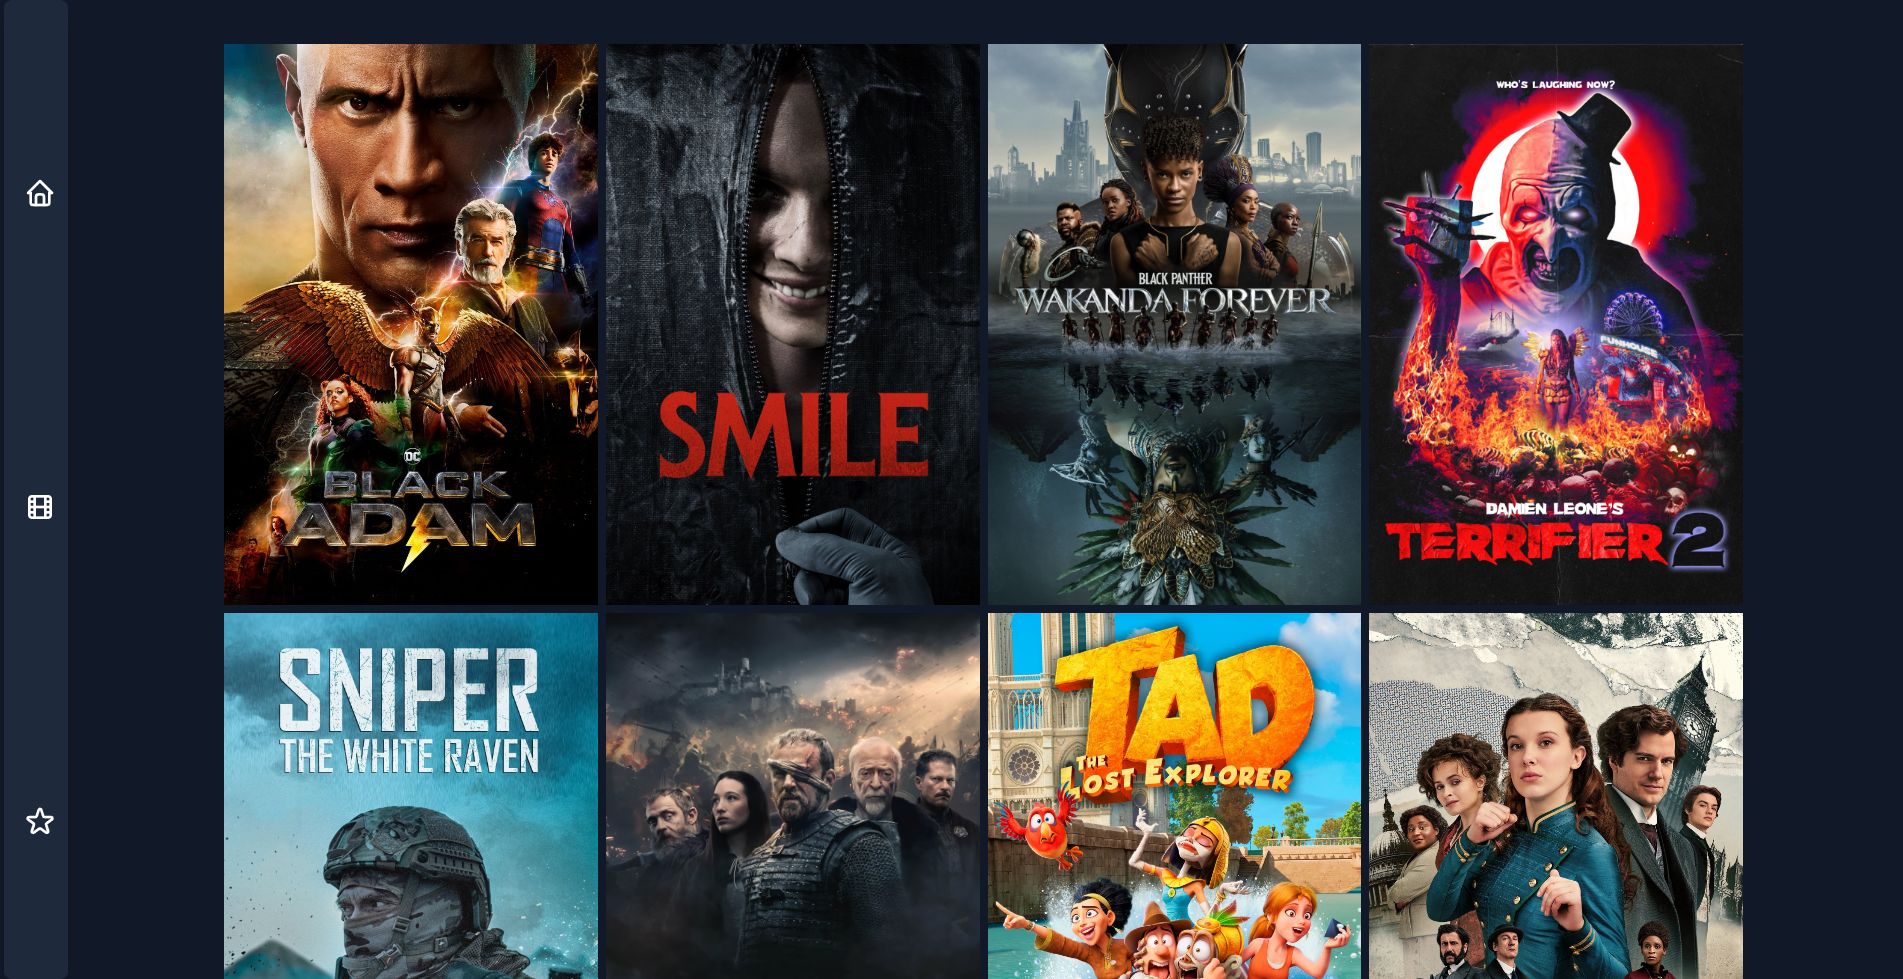 DC
BLACK
ADAM
SMILE
BLACK PANTHER
WAKANDA FOREVER
WHO'S LAUGHING NOW?
FUNHOUSE
DAMIEN LEONE'S
TERRIFIER 2
SNIPER
THE WHITE RAVEN
TAD
THE
LOST EXPLORER